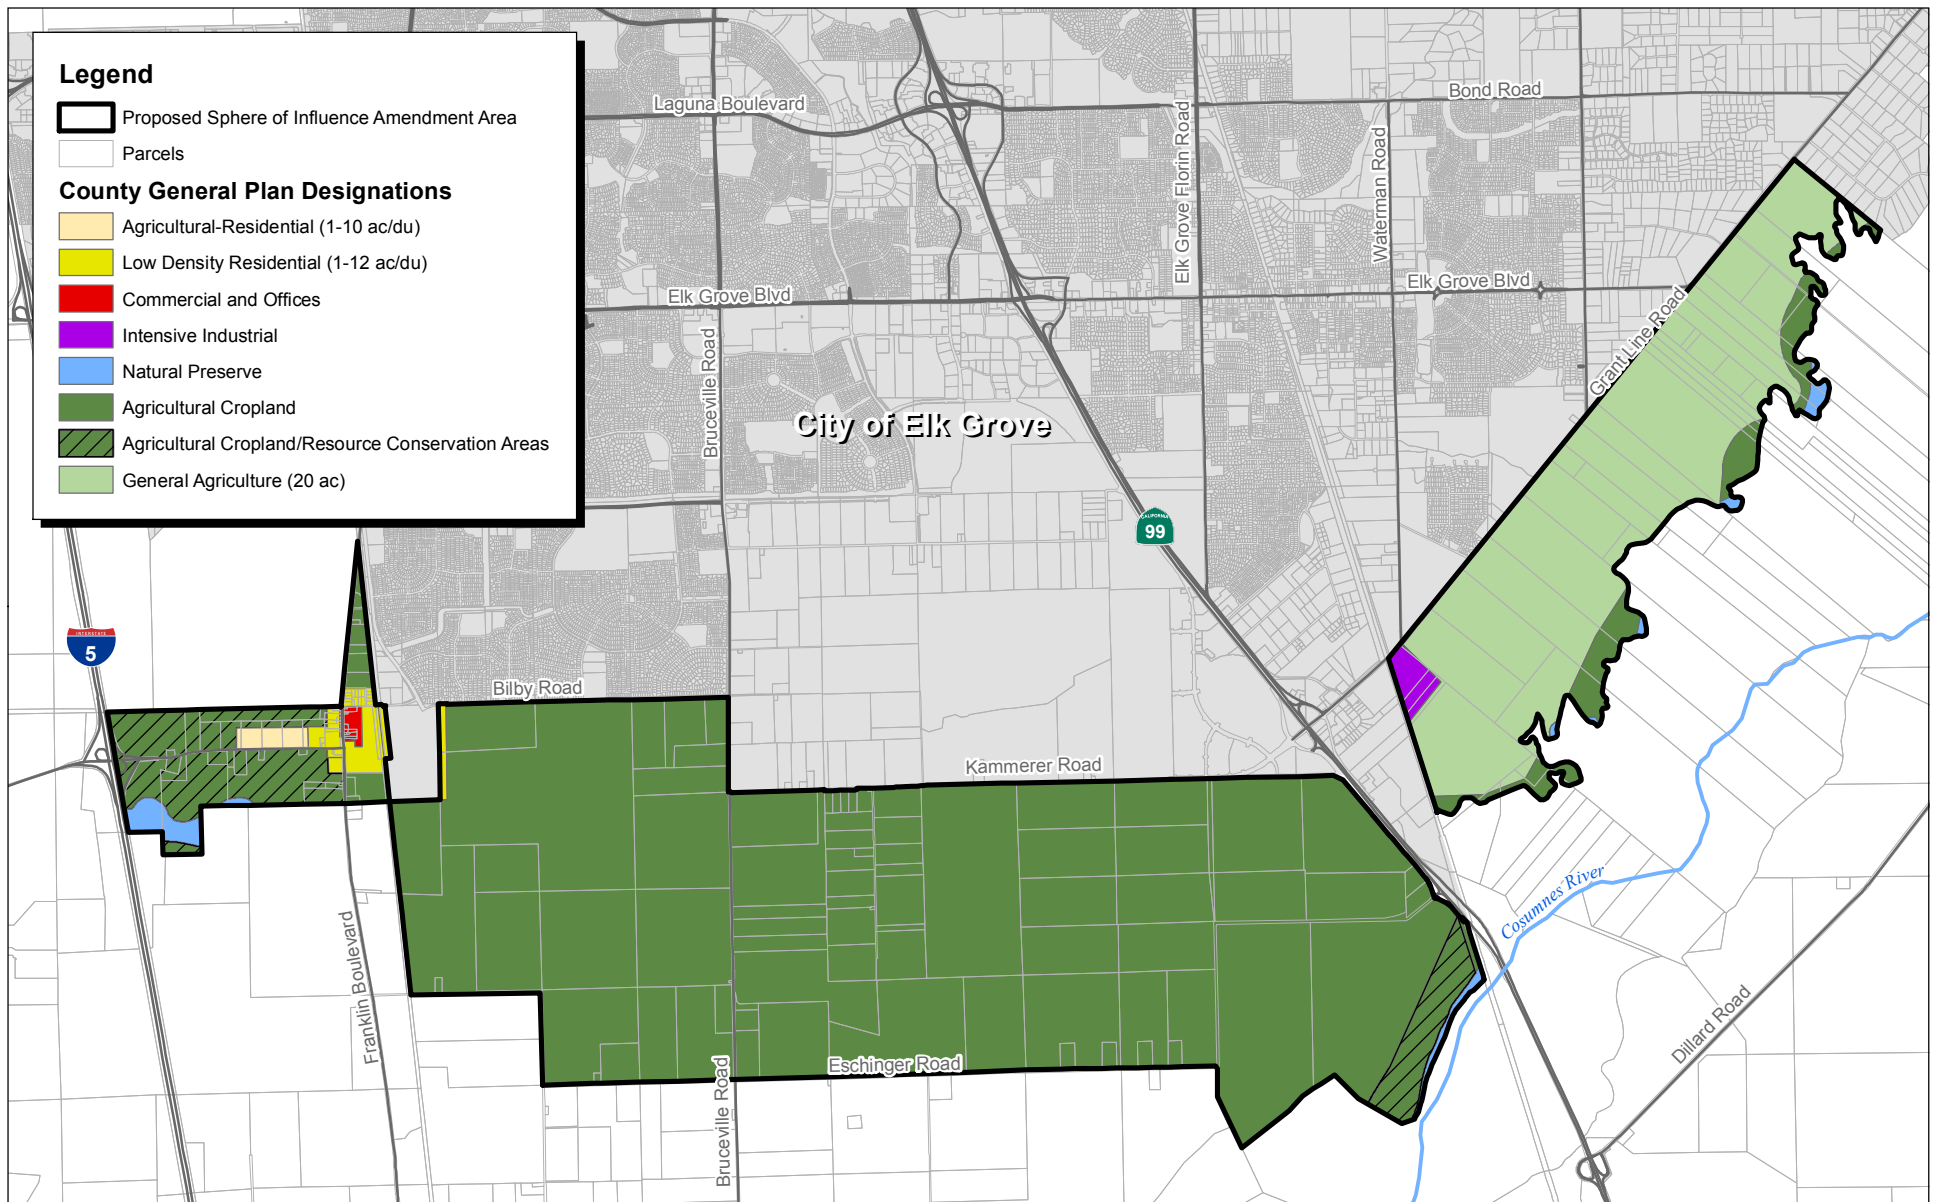 Legend
Proposed Sphere of Influence Amendment Area
Parcels
County General Plan Designations
Agricultural-Residential (1-10 ac/du)
Low Density Residential (1-12 ac/du)
Commercial and Offices
Intensive Industrial
Natural Preserve
Agricultural Cropland
Agricultural Cropland/Resource Conservation Areas
General Agriculture (20 ac)
Laguna Boulevard
Bond Road
Elk Grove Florin Road
Waterman Road
Elk Grove Blvd
Elk Grove Blvd
Grant Line Road
Bruceville Road
City of Elk Grove
CALIFORNIA
99
INTERSTATE
5
Bilby Road
Kammerer Road
Cosumnes River
Franklin Boulevard
Eschinger Road
Bruceville Road
Dillard Road